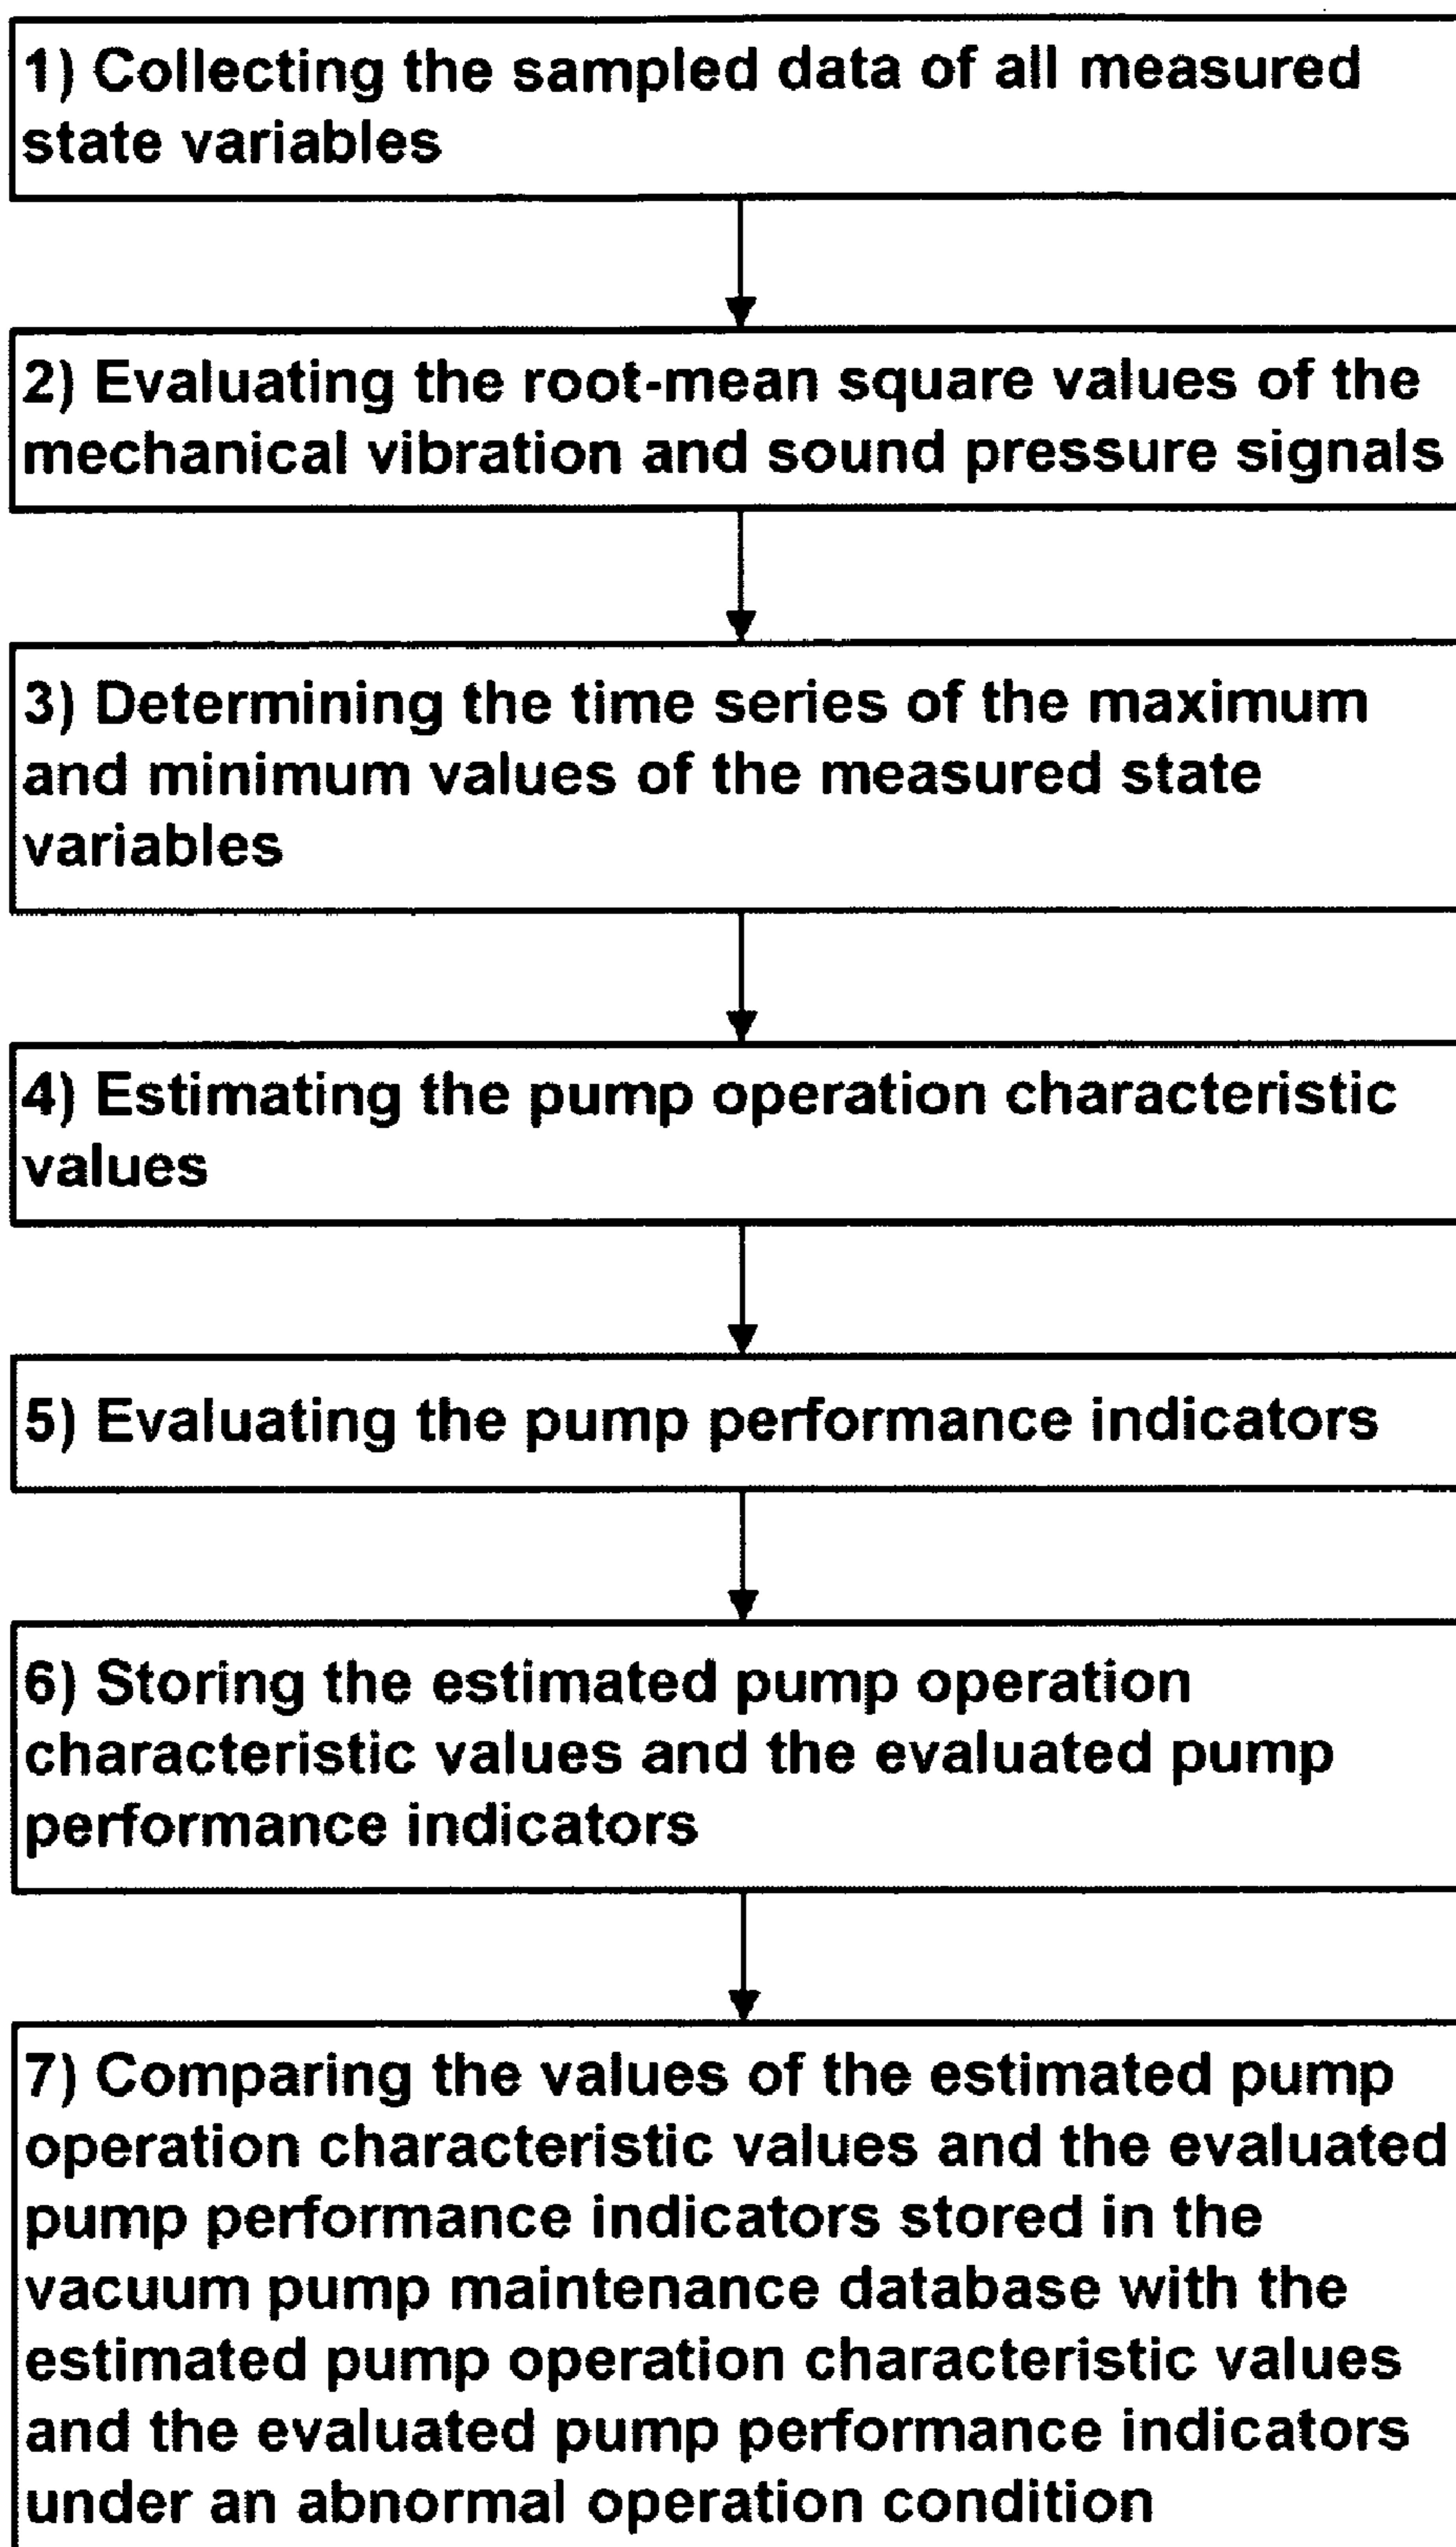 1) Collecting the sampled data of all measured
state variables
2) Evaluating the root-mean square values of the
mechanical vibration and sound pressure signals
3) Determining the time series of the maximum
and minimum values of the measured state
variables
4) Estimating the pump operation characteristic
values
5) Evaluating the pump performance indicators
6) Storing the estimated pump operation
characteristic values and the evaluated pump
performance indicators
7) Comparing the values of the estimated pump
operation characteristic values and the evaluated
pump performance indicators stored in the
vacuum pump maintenance database with the
estimated pump operation characteristic values
and the evaluated pump performance indicators
under an abnormal operation condition